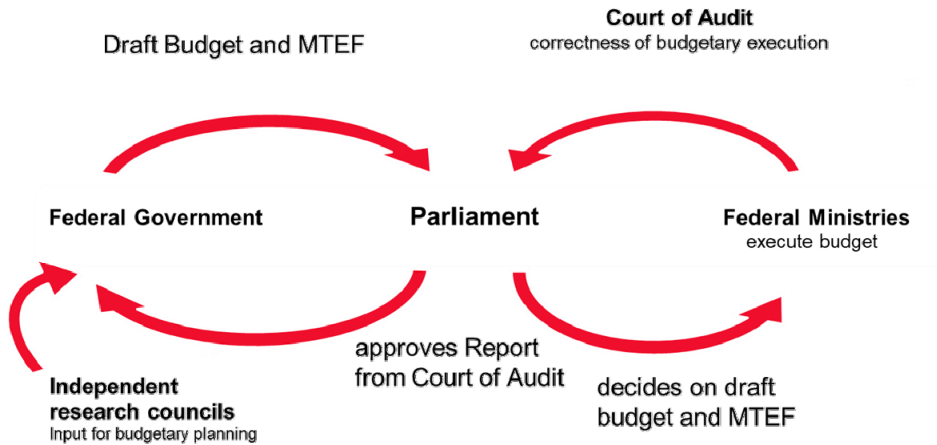 Draft Budget and MTEF
Court of Audit
correctness of budgetary execution
Federal Government
Parliament
Federal Ministries
execute budget
approves Report
from Court of Audit
decides on draft
budget and MTEF
Independent
research councils
Input for budgetary planning